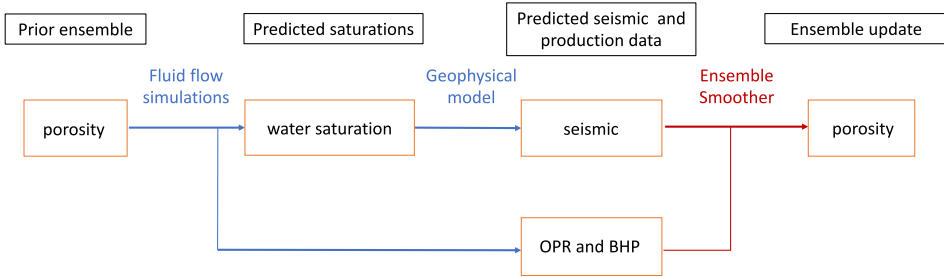 Prior ensemble
Predicted saturations
Predicted seismic and
production data
Ensemble update
Fluid flow
simulations
Geophysical
model
Ensemble
Smoother
porosity
water saturation
seismic
porosity
OPR and BHP